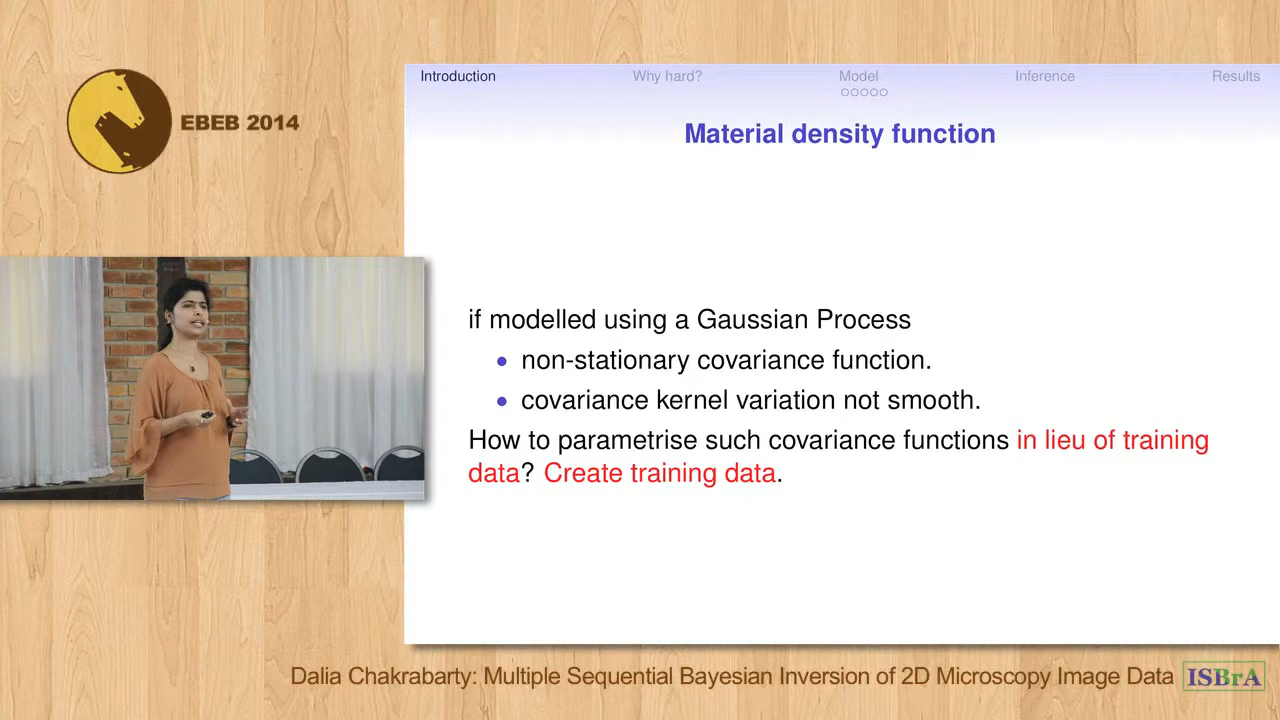 Introduction
Why hard?
Model
Inference
Results
EBEB 2014
Material density function
if modelled using a Gaussian Process
• non-stationary covariance function.
• covariance kernel variation not smooth.
How to parametrise such covariance functions in lieu of training
data? Create training data.
Dalia Chakrabarty: Multiple Sequential Bayesian Inversion of 2D Microscopy Image Data
ISBrA